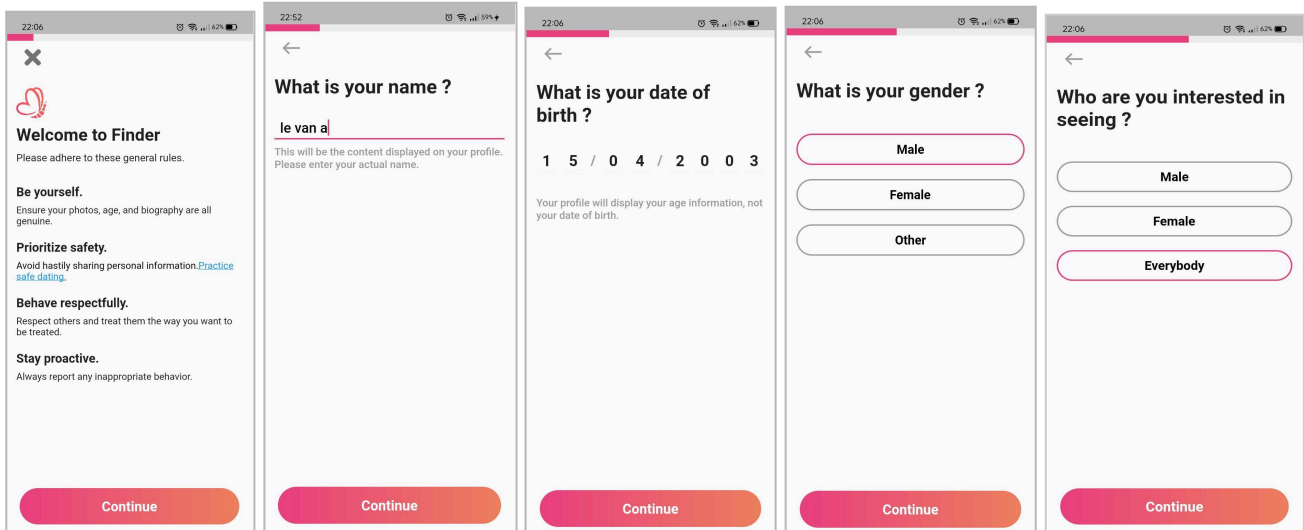 22:06
62%
Welcome to Finder
Please adhere to these general rules.
Be yourself.
Ensure your photos, age, and biography are all
genuine.
Prioritize safety.
Avoid hastily sharing personal information.Practice
safe dating.
Behave respectfully.
Respect others and treat them the way you want to
be treated.
Stay proactive.
Always report any inappropriate behavior.
Continue
22:52
59%
What is your name ?
le van a
This will be the content displayed on your profile.
Please enter your actual name.
Continue
22:06
62%
What is your date of
birth ?
1 5 / 0 4 / 2 0 0 3
Your profile will display your age information, not
your date of birth.
Continue
22:06
62%
What is your gender ?
Male
Female
Other
Continue
22:06
62%
Who are you interested in
seeing ?
Male
Female
Everybody
Continue